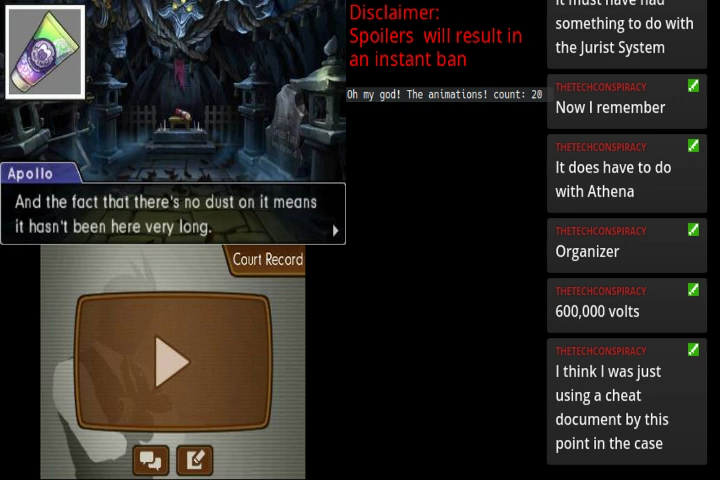 Disclaimer:
Spoilers will result in
an instant ban
Oh my god! The animations! count: 20
Apollo
And the fact that there's no dust on it means
it hasn't been here very long.
Court Record
something to do with
the Jurist System
THETECHCONSPIRACY
Now I remember
THETECHCONSPIRACY
It does have to do
with Athena
THETECHCONSPIRACY
Organizer
THETECHCONSPIRACY
600,000 volts
THETECHCONSPIRACY
I think I was just
using a cheat
document by this
point in the case